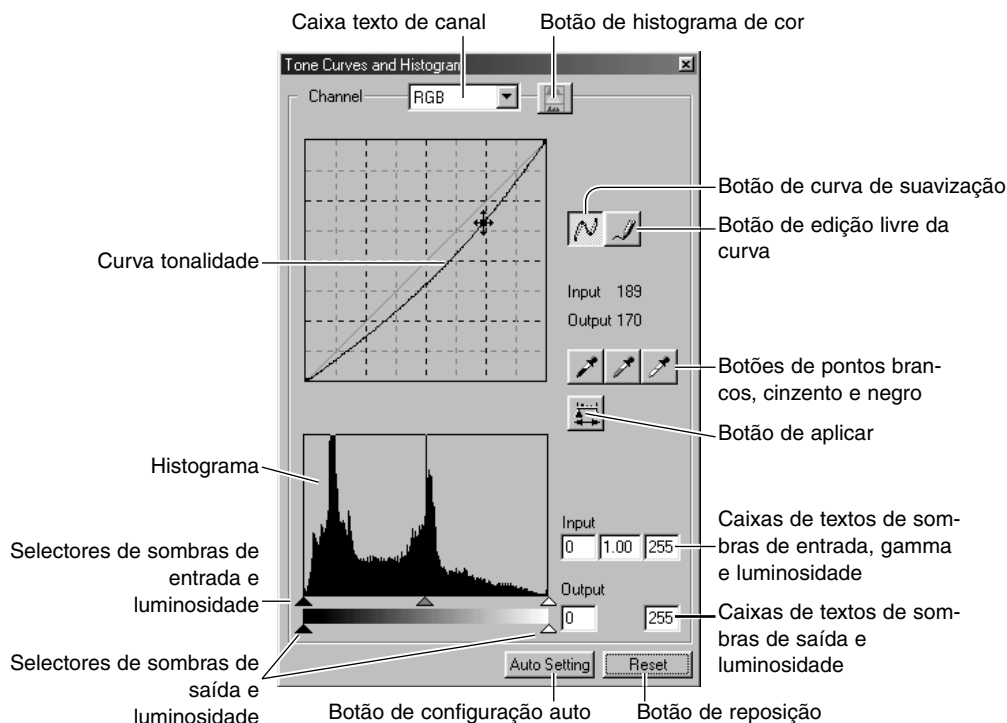 Caixa texto de canal
Botão de histograma de cor
Tone Curves and Histogram
Channel
RGB
Botão de curva de suavização
Botão de edição livre da
curva
Curva tonalidade
Input 189
Output 170
Botões de pontos bran-
cos, cinzento e negro
Botão de aplicar
Histograma
Input
0 1.00 255
Caixas de textos de som-
bras de entrada, gamma
e luminosidade
Selectores de sombras de
entrada e
luminosidade
Output
0 255
Caixas de textos de som-
bras de saída e
luminosidade
Selectores de sombras de
saída e
luminosidade
Auto Setting
Reset
Botão de configuração auto
Botão de reposição